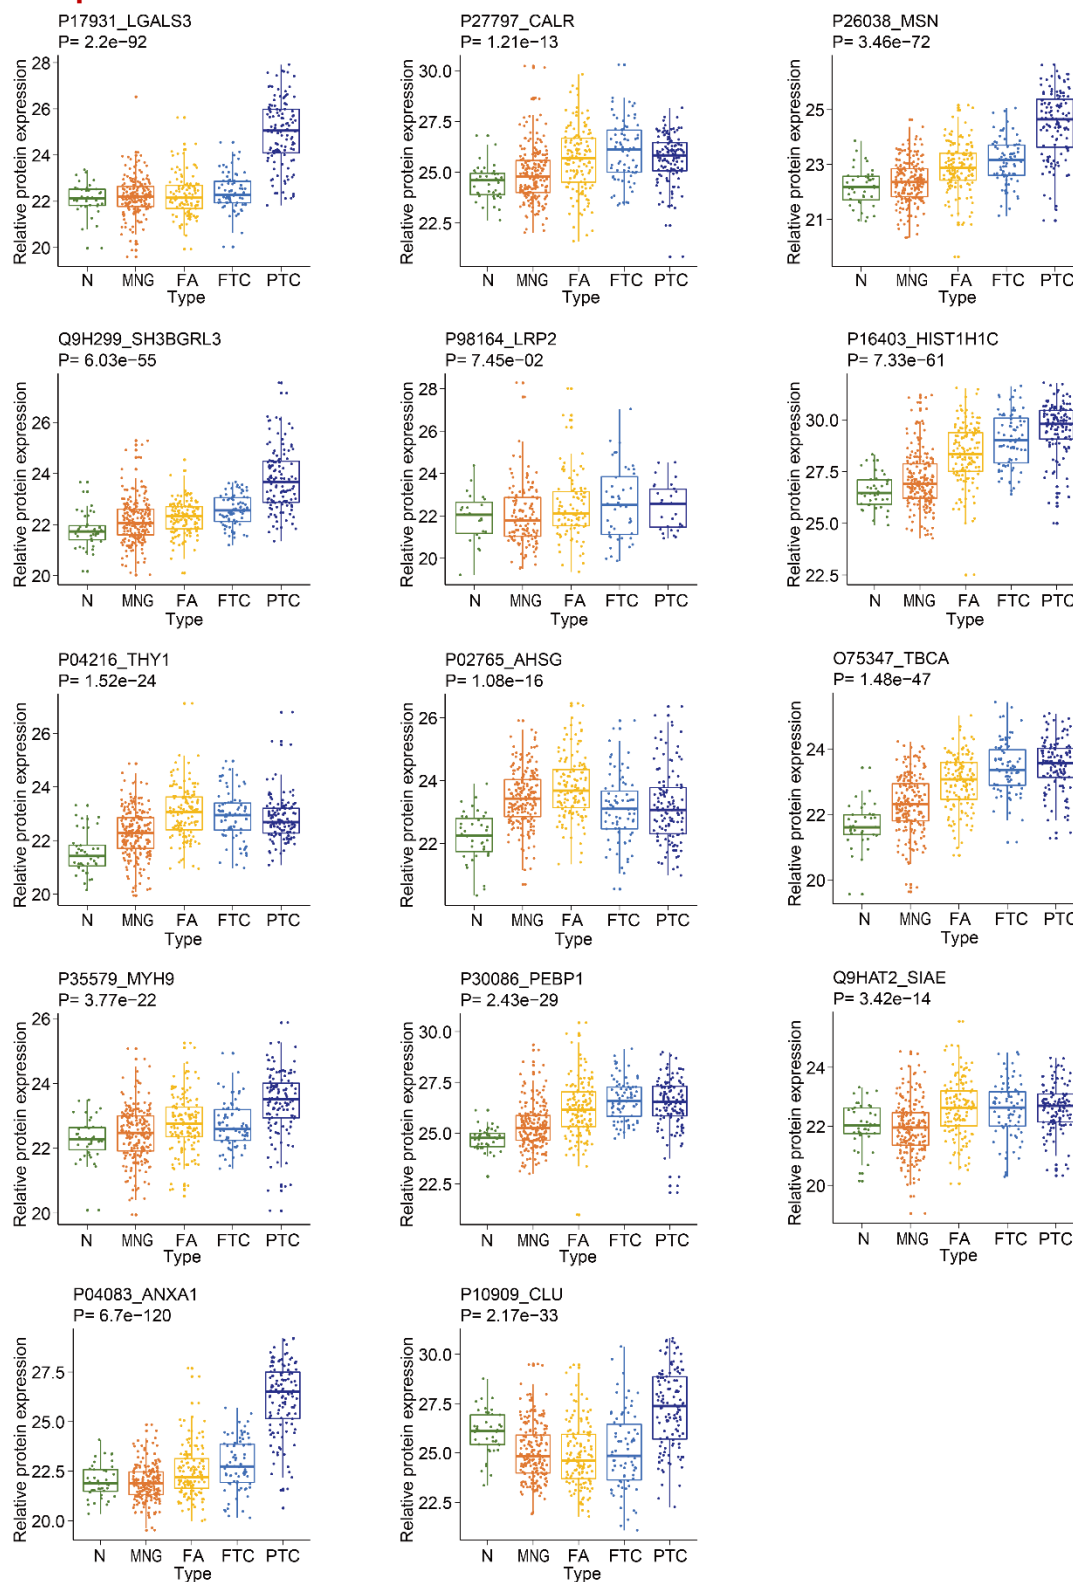 P17931_LGALS3
P= 2.2e−92
Relative protein expression
28
26
24
22
20
N MNG FA FTC PTC
Type
P27797_CALR
P= 1.21e−13
Relative protein expression
30.0
27.5
25.0
22.5
N MNG FA FTC PTC
Type
P26038_MSN
P= 3.46e−72
Relative protein expression
25
23
21
N MNG FA FTC PTC
Type
Q9H299_SH3BGRL3
P= 6.03e−55
Relative protein expression
26
24
22
20
N MNG FA FTC PTC
Type
P98164_LRP2
P= 7.45e−02
Relative protein expression
28
26
24
22
20
N MNG FA FTC PTC
Type
P16403_HIST1H1C
P= 7.33e−61
Relative protein expression
30.0
27.5
25.0
22.5
N MNG FA FTC PTC
Type
P04216_THY1
P= 1.52e−24
Relative protein expression
26
24
22
20
N MNG FA FTC PTC
Type
P02765_AHSG
P= 1.08e−16
Relative protein expression
26
24
22
N MNG FA FTC PTC
Type
O75347_TBCA
P= 1.48e−47
Relative protein expression
24
22
20
N MNG FA FTC PTC
Type
P35579_MYH9
P= 3.77e−22
Relative protein expression
26
24
22
20
N MNG FA FTC PTC
Type
P30086_PEBP1
P= 2.43e−29
Relative protein expression
30.0
27.5
25.0
22.5
N MNG FA FTC PTC
Type
Q9HAT2_SIAE
P= 3.42e−14
Relative protein expression
24
22
20
N MNG FA FTC PTC
Type
P04083_ANXA1
P= 6.7e−120
Relative protein expression
27.5
25.0
22.5
20.0
N MNG FA FTC PTC
Type
P10909_CLU
P= 2.17e−33
Relative protein expression
30.0
27.5
25.0
22.5
N MNG FA FTC PTC
Type